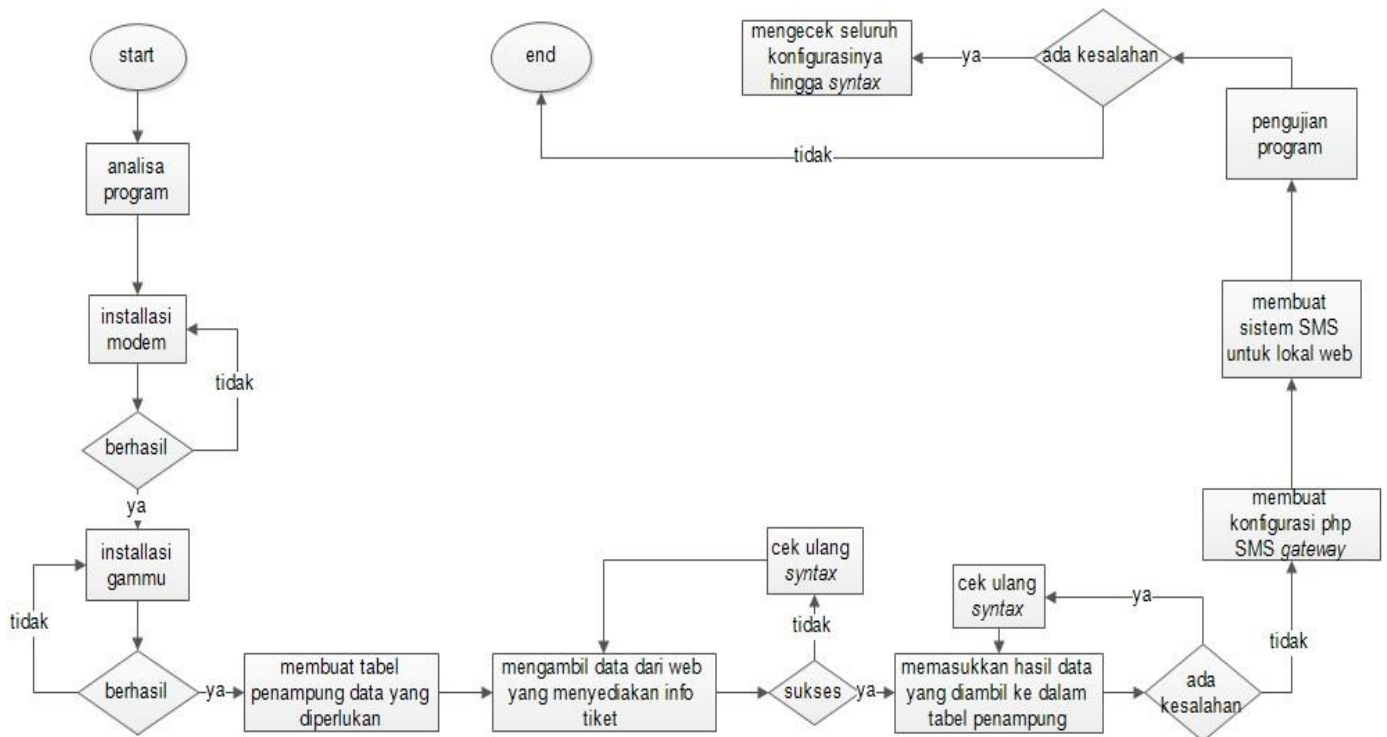 start
analisa
program
installasi
modem
tidak
berhasil
ya
installasi
gammu
tidak
berhasil
ya
membuat tabel
penampung data yang
diperlukan
mengambil data dari web
yang menyediakan info
tiket
cek ulang
syntax
tidak
sukses
ya
memasukkan hasil data
yang diambil ke dalam
tabel penampung
cek ulang
syntax
ya
ada
kesalahan
tidak
membuat
konfigurasi php
SMS gateway
membuat
sistem SMS
untuk lokal web
pengujian
program
ada kesalahan
ya
mengecek seluruh
konfigurasinya
hingga syntax
tidak
end